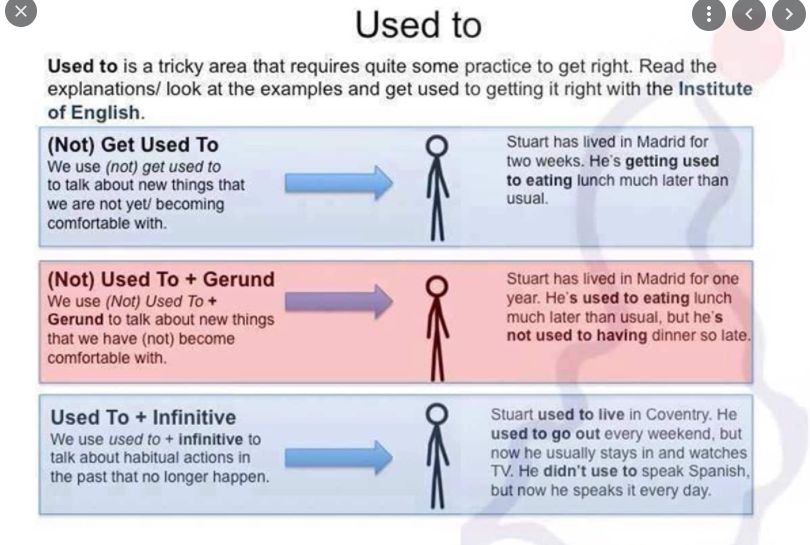 Used to
Used to is a tricky area that requires quite some practice to get right. Read the
explanations/ look at the examples and get used to getting it right with the Institute
of English.
(Not) Get Used To
We use (not) get used to
to talk about new things that
we are not yet/ becoming
comfortable with.
Stuart has lived in Madrid for
two weeks. He's getting used
to eating lunch much later than
usual.
(Not) Used To + Gerund
We use (Not) Used To +
Gerund to talk about new things
that we have (not) become
comfortable with.
Stuart has lived in Madrid for one
year. He's used to eating lunch
much later than usual, but he's
not used to having dinner so late.
Used To + Infinitive
We use used to + infinitive to
talk about habitual actions in
the past that no longer happen.
Stuart used to live in Coventry. He
used to go out every weekend, but
now he usually stays in and watches
TV. He didn't use to speak Spanish,
but now he speaks it every day.